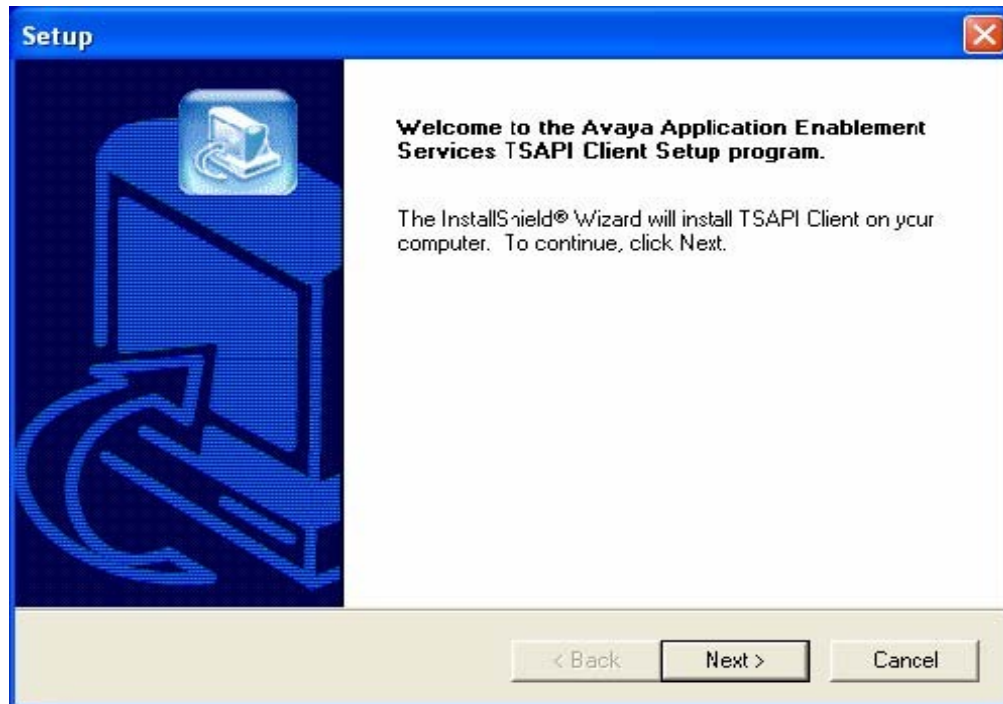 Setup
Welcome to the Avaya Application Enablement
Services TSAPI Client Setup program.
The InstallShield® Wizard will install TSAPI Client on your
computer. To continue, click Next.
< Back
Next >
Cancel